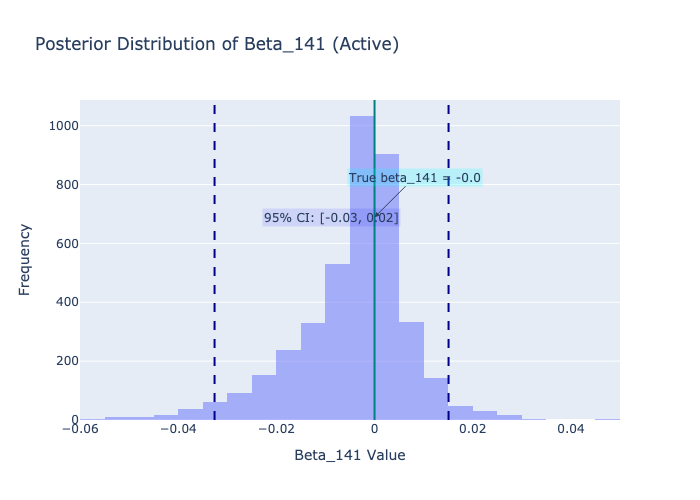 Posterior Distribution of Beta_141 (Active)
1000
800
600
400
200
0
Frequency
True beta_141 = -0.0
95% CI: [-0.03, 0.02]
−0.06
−0.04
−0.02
0
0.02
0.04
Beta_141 Value